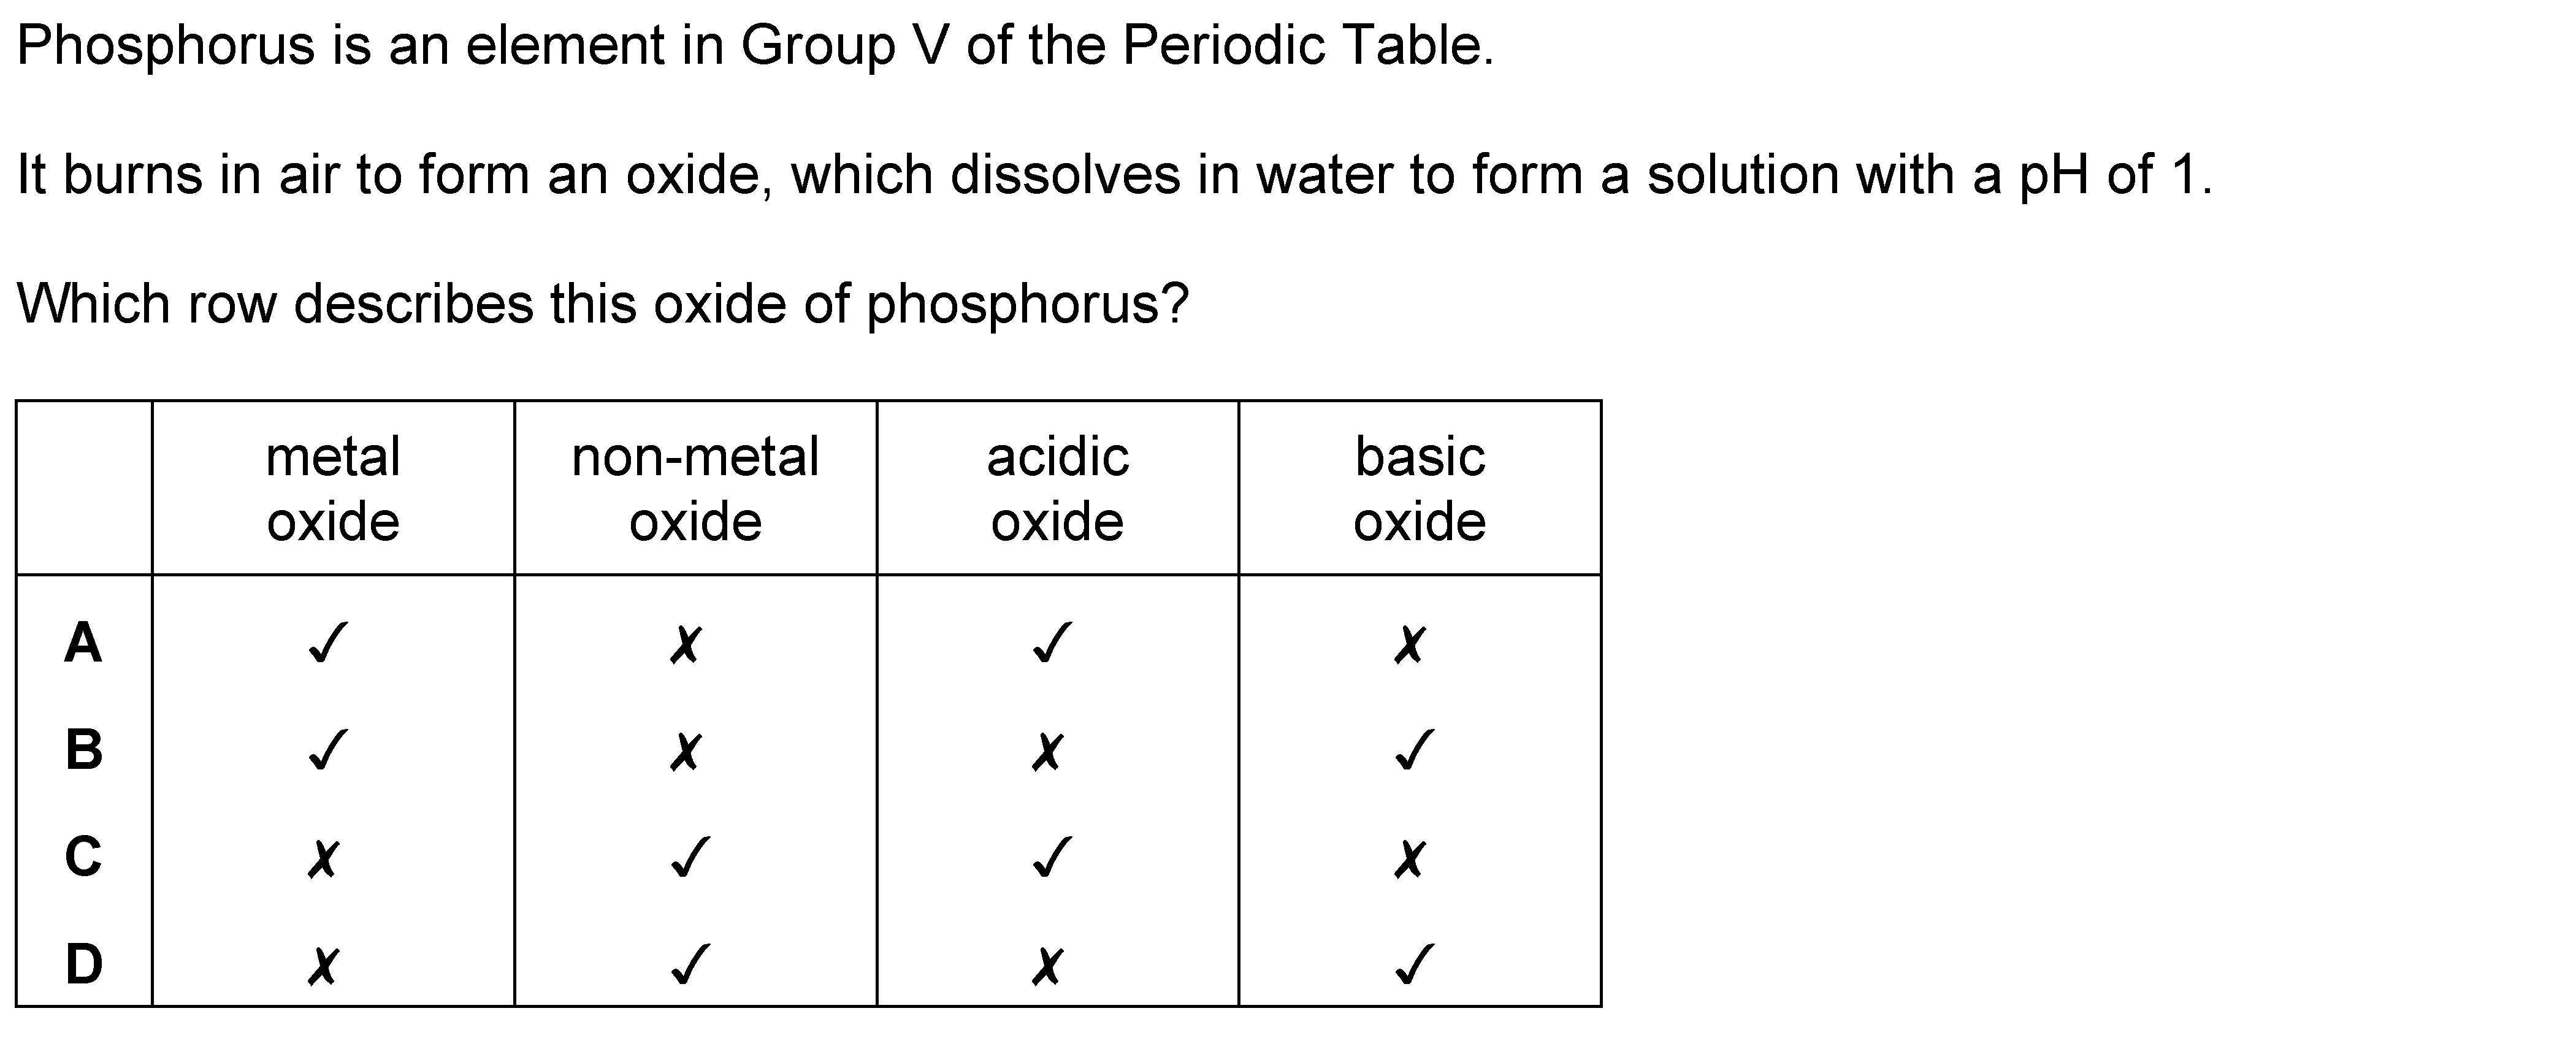 Phosphorus is an element in Group V of the Periodic Table.
It burns in air to form an oxide, which dissolves in water to form a solution with a pH of 1.
Which row describes this oxide of phosphorus?
metal oxide non-metal oxide acidic oxide basic oxide
A ✓ ✗ ✓ ✗
B ✓ ✗ ✗ ✓
C ✗ ✓ ✓ ✗
D ✗ ✓ ✗ ✓